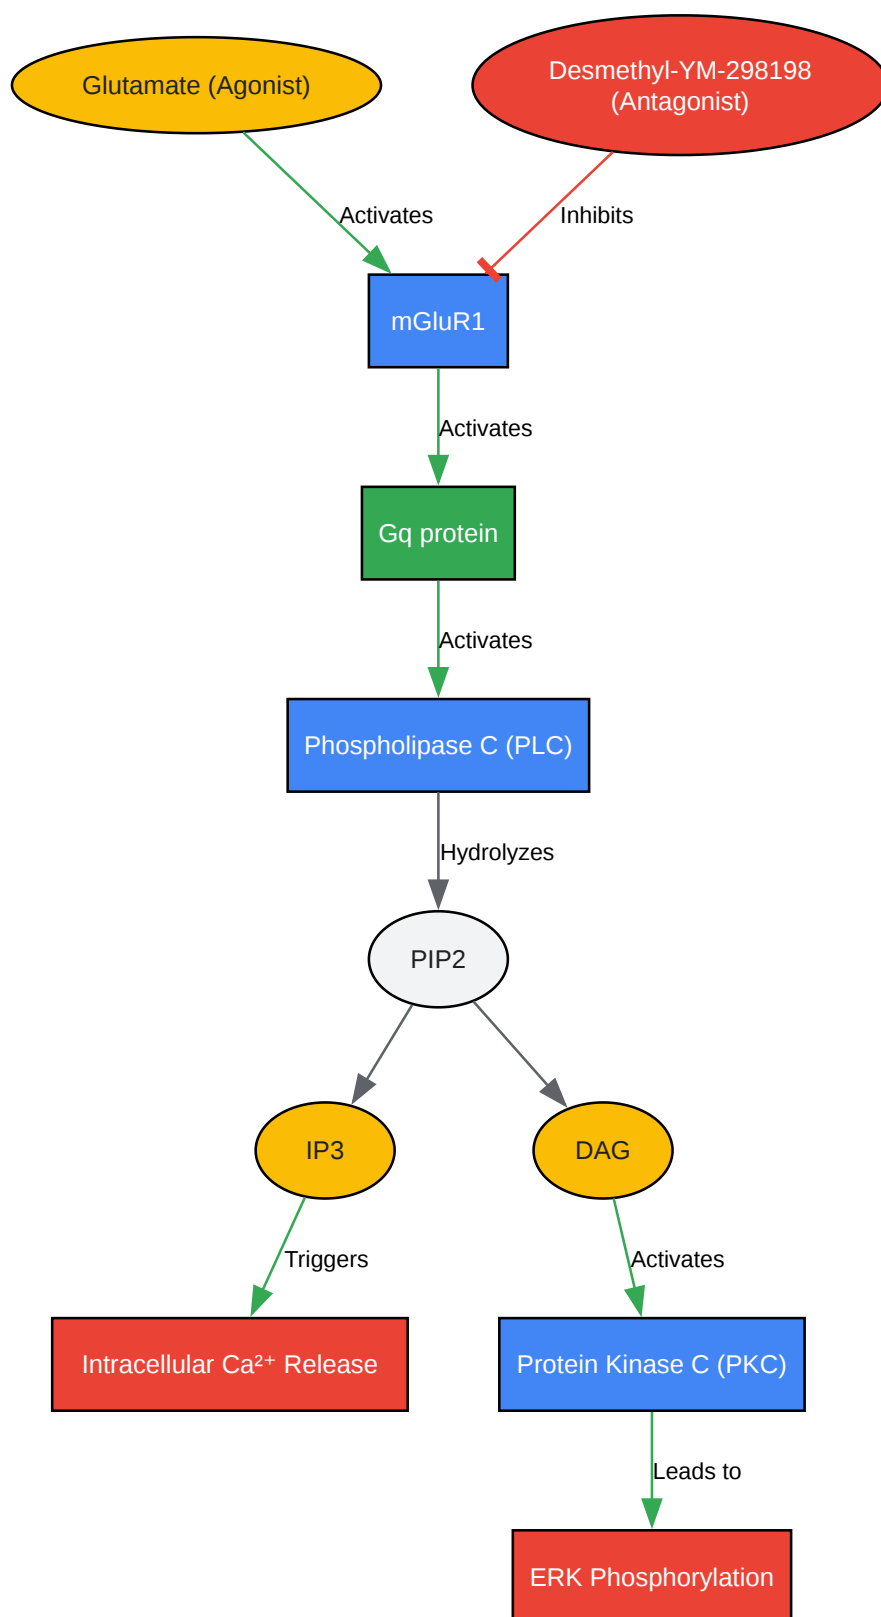 Glutamate (Agonist)
Desmethyl-YM-298198
(Antagonist)
Activates
Inhibits
mGluR1
Activates
Gq protein
Activates
Phospholipase C (PLC)
Hydrolyzes
PIP2
IP3
DAG
Triggers
Activates
Intracellular Ca²⁺ Release
Protein Kinase C (PKC)
Leads to
ERK Phosphorylation